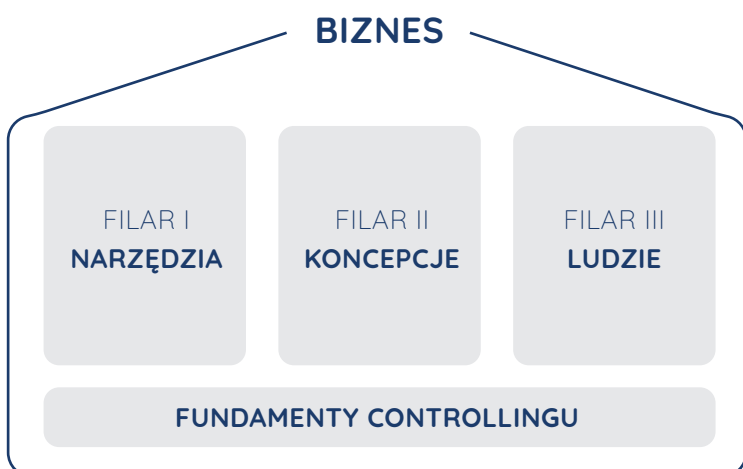 BIZNES
FILAR I
NARZĘDZIA
FILAR II
KONCEPCJE
FILAR III
LUDZIE
FUNDAMENTY CONTROLLINGU